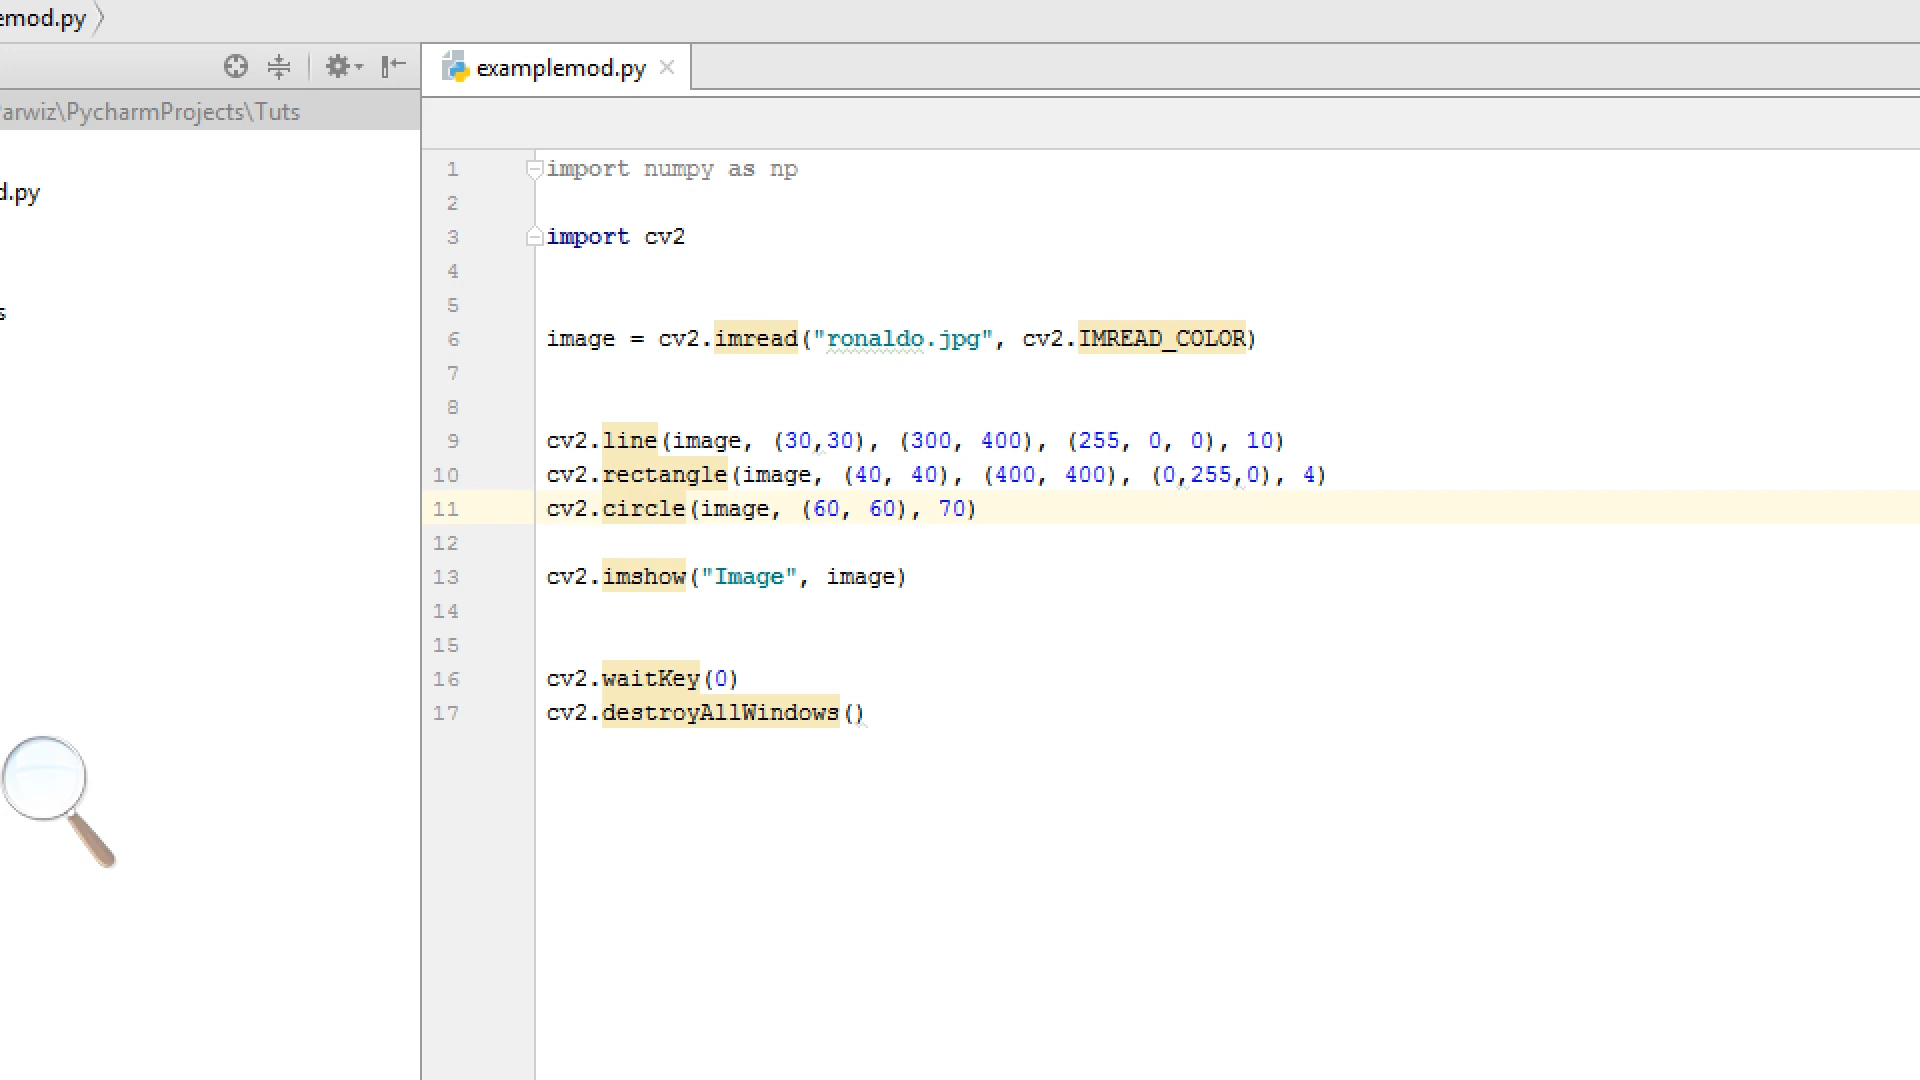 emod.py
examplemod.py
arwiz\PycharmProjects\Tuts
d.py
s
1 import numpy as np
2
3 import cv2
4
5
6 image = cv2.imread("ronaldo.jpg", cv2.IMREAD_COLOR)
7
8
9 cv2.line(image, (30,30), (300, 400), (255, 0, 0), 10)
10 cv2.rectangle(image, (40, 40), (400, 400), (0,255,0), 4)
11 cv2.circle(image, (60, 60), 70)
12
13 cv2.imshow("Image", image)
14
15
16 cv2.waitKey(0)
17 cv2.destroyAllWindows()